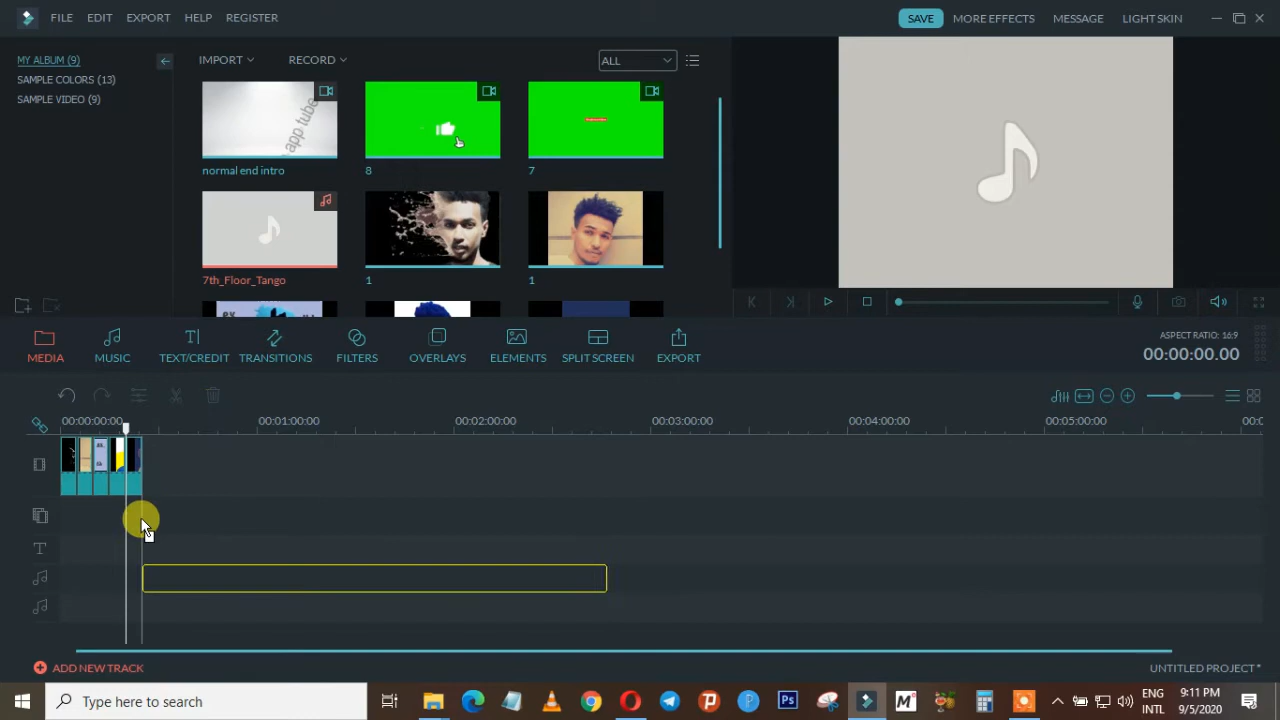 FILE EDIT EXPORT HELP REGISTER SAVE MORE EFFECTS MESSAGE LIGHT SKIN
MY ALBUM (9)
SAMPLE COLORS (13)
SAMPLE VIDEO (9)
IMPORT RECORD ALL
app tube
normal end intro 8 7
7th_Floor_Tango 1 1
MEDIA MUSIC TEXT/CREDIT TRANSITIONS FILTERS OVERLAYS ELEMENTS SPLIT SCREEN EXPORT
ASPECT RATIO: 16:9
00:00:00.00
00:00:00:00 00:01:00:00 00:02:00:00 00:03:00:00 00:04:00:00 00:05:00:00 00:0
T
ADD NEW TRACK UNTITLED PROJECT*
Type here to search
Ps
M
ENG
INTL
9:11 PM
9/5/2020